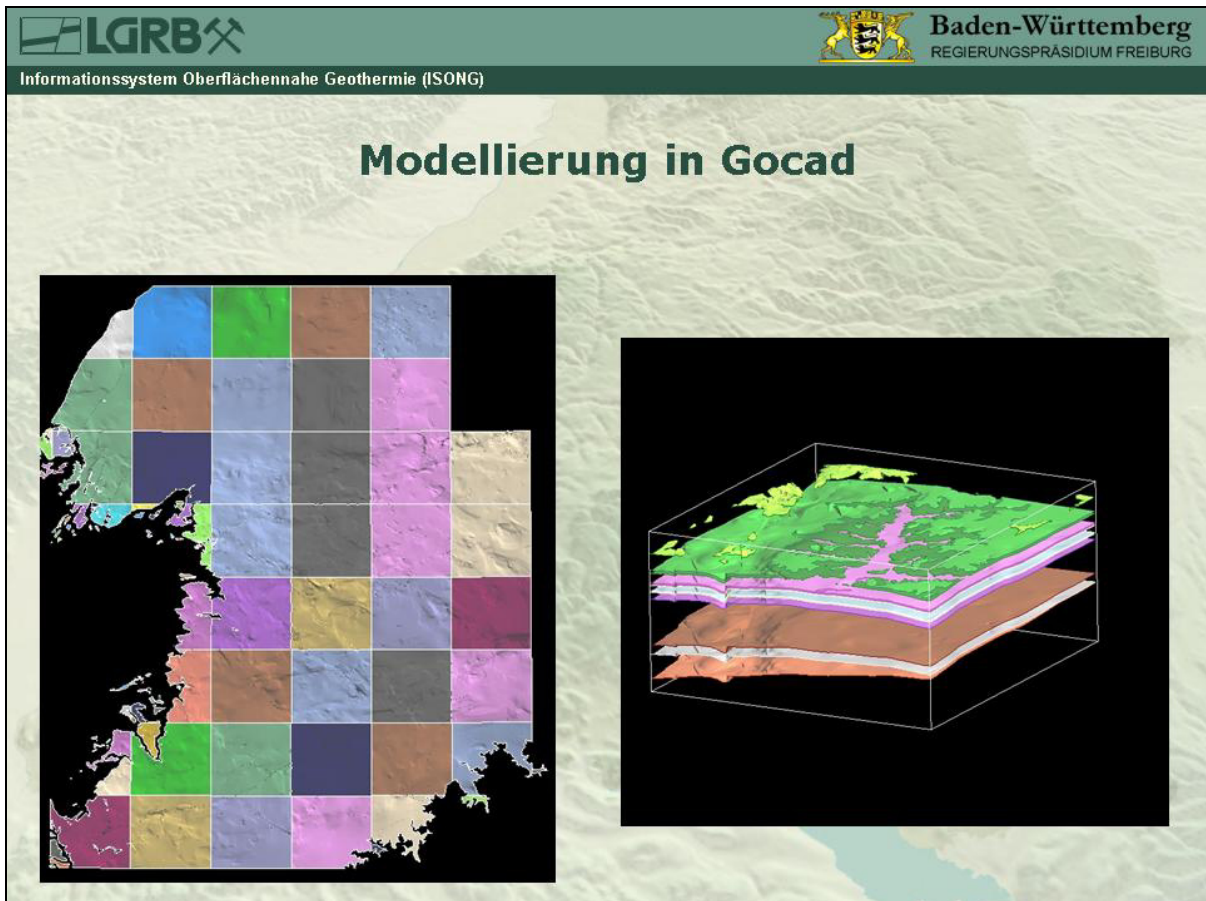 LGRB
Baden-Württemberg
REGIERUNGSPRÄSIDIUM FREIBURG
Informationssystem Oberflächennahe Geothermie (ISONG)
Modellierung in Gocad